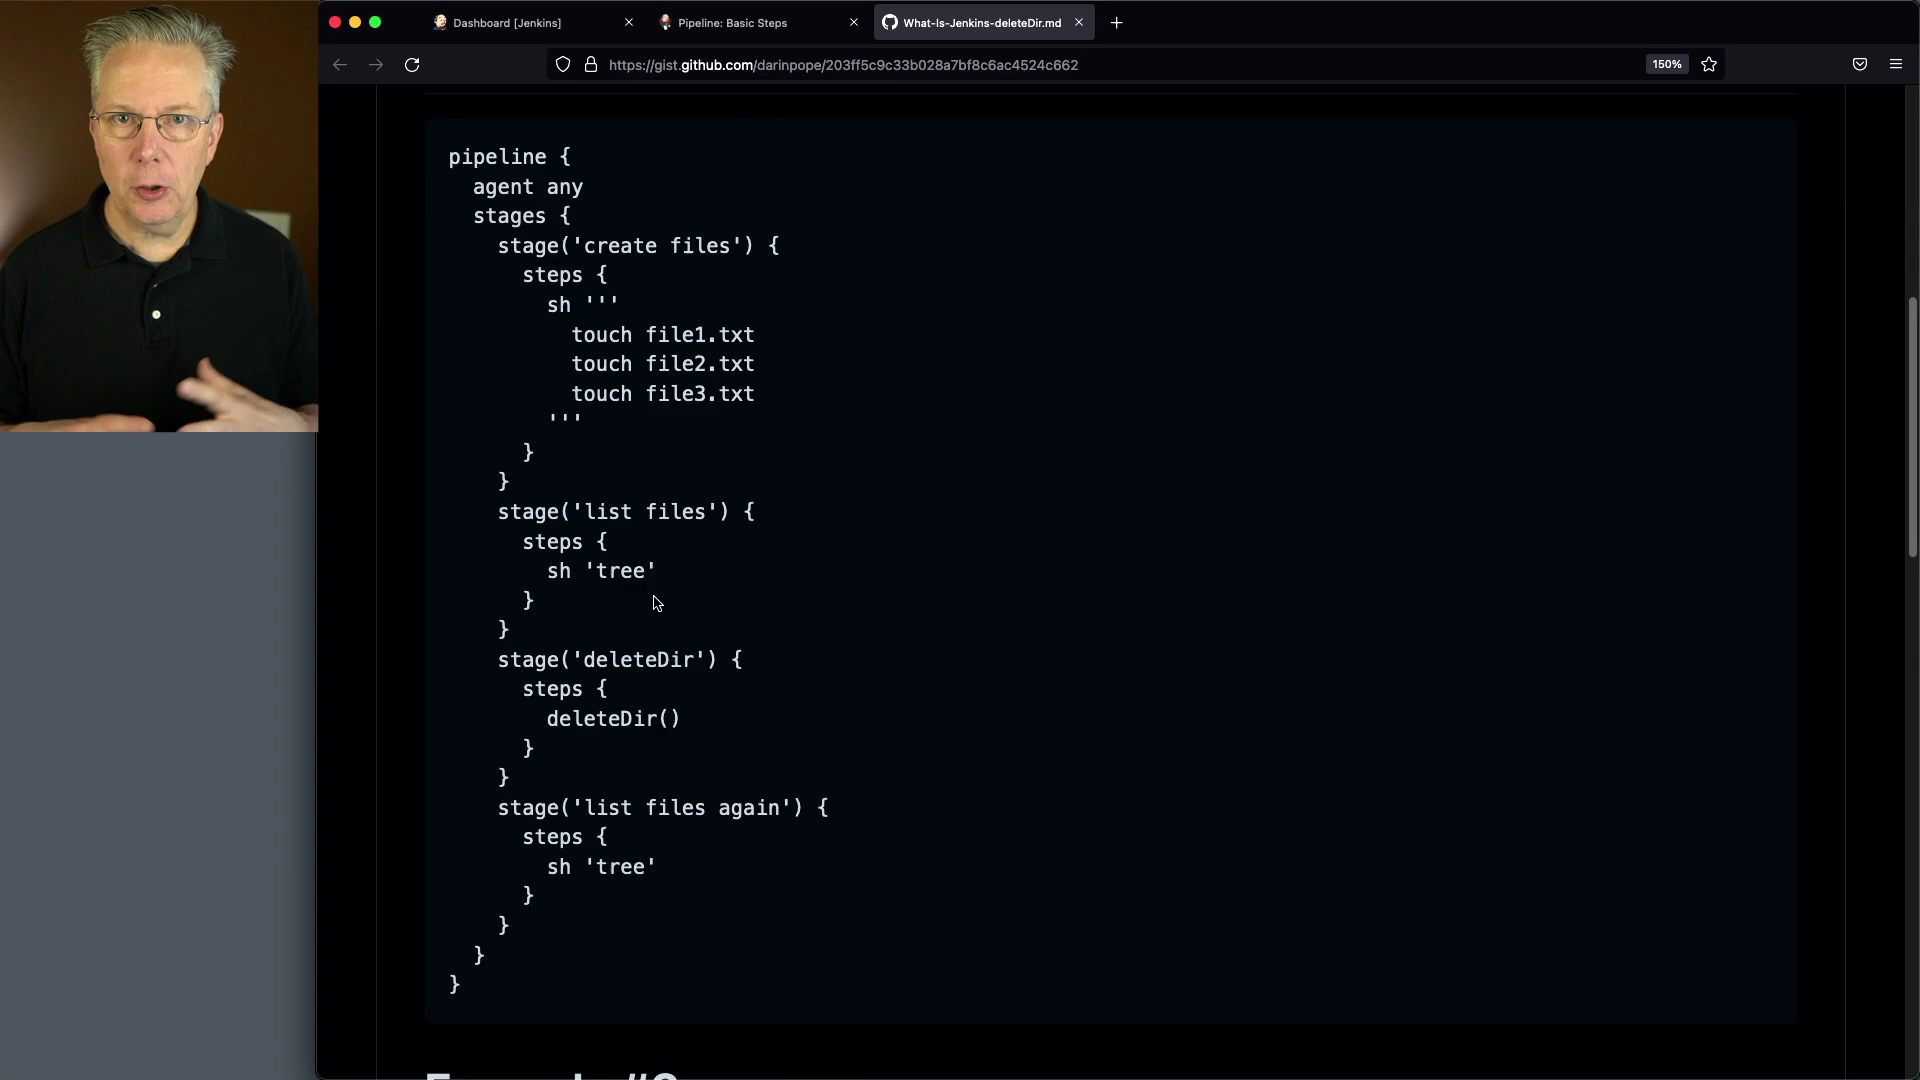 Dashboard [Jenkins]
Pipeline: Basic Steps
What-Is-Jenkins-deleteDir.md
https://gist.github.com/darinpope/203ff5c9c33b028a7bf8c6ac4524c662
150%
pipeline {
  agent any
  stages {
    stage('create files') {
      steps {
        sh '''
          touch file1.txt
          touch file2.txt
          touch file3.txt
        '''
      }
    }
    stage('list files') {
      steps {
        sh 'tree'
      }
    }
    stage('deleteDir') {
      steps {
        deleteDir()
      }
    }
    stage('list files again') {
      steps {
        sh 'tree'
      }
    }
  }
}